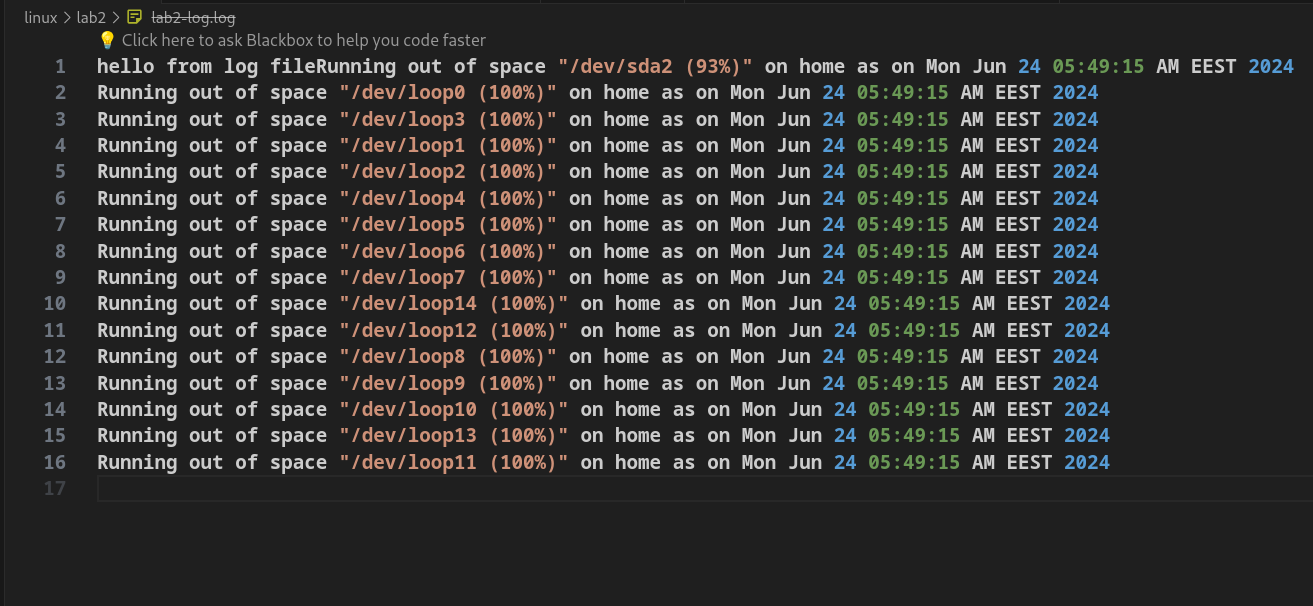 linux > lab2 > lab2-log.log
💡 Click here to ask Blackbox to help you code faster
1 hello from log fileRunning out of space "/dev/sda2 (93%)" on home as on Mon Jun 24 05:49:15 AM EEST 2024
2 Running out of space "/dev/loop0 (100%)" on home as on Mon Jun 24 05:49:15 AM EEST 2024
3 Running out of space "/dev/loop3 (100%)" on home as on Mon Jun 24 05:49:15 AM EEST 2024
4 Running out of space "/dev/loop1 (100%)" on home as on Mon Jun 24 05:49:15 AM EEST 2024
5 Running out of space "/dev/loop2 (100%)" on home as on Mon Jun 24 05:49:15 AM EEST 2024
6 Running out of space "/dev/loop4 (100%)" on home as on Mon Jun 24 05:49:15 AM EEST 2024
7 Running out of space "/dev/loop5 (100%)" on home as on Mon Jun 24 05:49:15 AM EEST 2024
8 Running out of space "/dev/loop6 (100%)" on home as on Mon Jun 24 05:49:15 AM EEST 2024
9 Running out of space "/dev/loop7 (100%)" on home as on Mon Jun 24 05:49:15 AM EEST 2024
10 Running out of space "/dev/loop14 (100%)" on home as on Mon Jun 24 05:49:15 AM EEST 2024
11 Running out of space "/dev/loop12 (100%)" on home as on Mon Jun 24 05:49:15 AM EEST 2024
12 Running out of space "/dev/loop8 (100%)" on home as on Mon Jun 24 05:49:15 AM EEST 2024
13 Running out of space "/dev/loop9 (100%)" on home as on Mon Jun 24 05:49:15 AM EEST 2024
14 Running out of space "/dev/loop10 (100%)" on home as on Mon Jun 24 05:49:15 AM EEST 2024
15 Running out of space "/dev/loop13 (100%)" on home as on Mon Jun 24 05:49:15 AM EEST 2024
16 Running out of space "/dev/loop11 (100%)" on home as on Mon Jun 24 05:49:15 AM EEST 2024
17